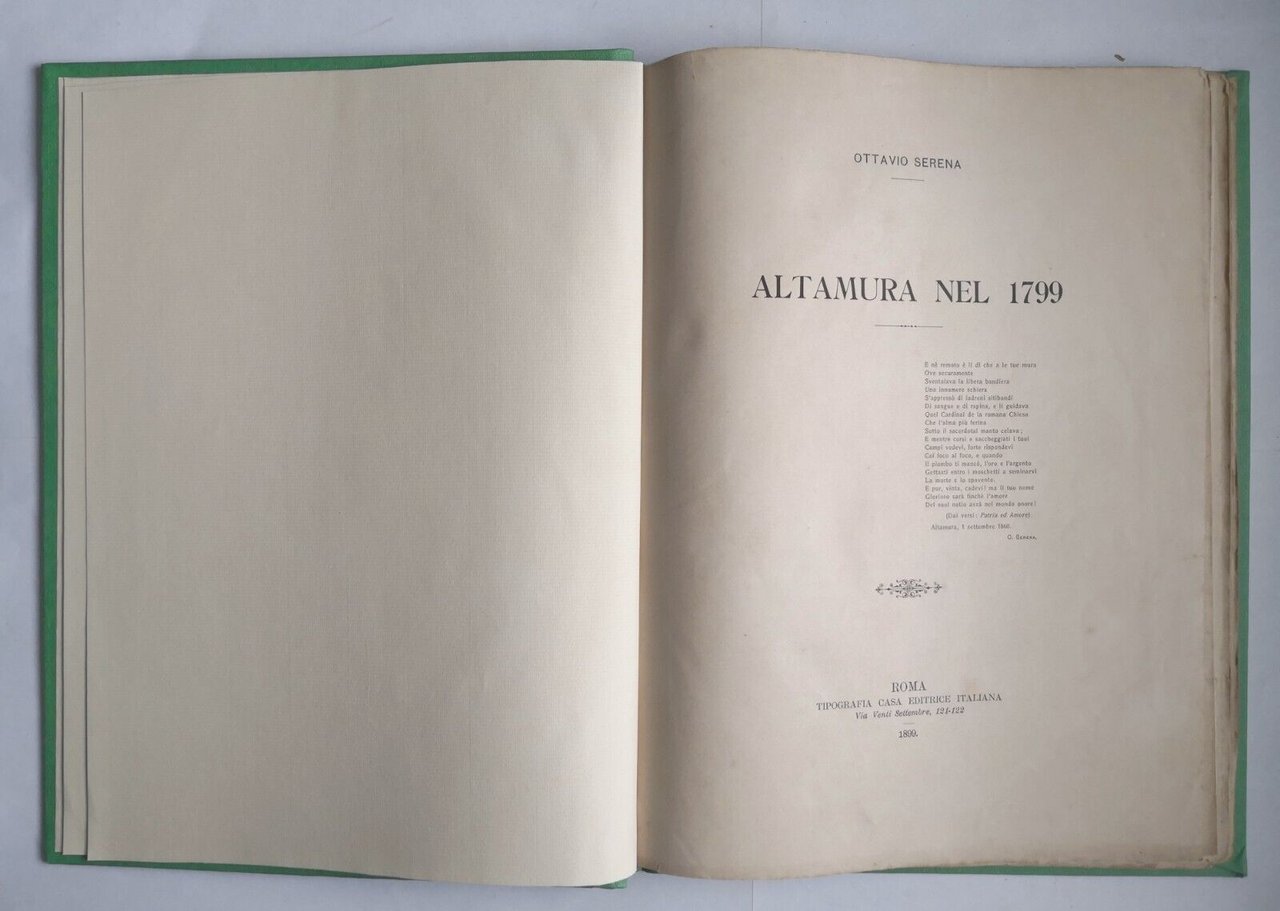 OTTAVIO SERENA
ALTAMURA NEL 1799
E nè remoto è il dì che a le tue mura
Ove securamente
Sventolava la libera bandiera
Una innumere schiera
S'appressò di ladroni sitibondi
Di sangue e di rapina, e li guidava
Quel Cardinal de la romana Chiesa
Che l'alma più ferina
Sotto il sacerdotal manto celava;
E mentre corsi e saccheggiati i tuoi
Campi vedevi, forte rispondevi
Col foco al foco, e quando
Il piombo ti mancò, l'oro e l'argento
Gettasti entro i moschetti a seminarvi
La morte e lo spavento.
E pur, vinta, cadevi! ma il tuo nome
Glorioso sarà finchè l'amore
Del suol natio avrà nel mondo onore!
(Dai versi: Patria ed Amore).
Altamura, 1 settembre 1860.
O. SERENA.
ROMA
TIPOGRAFIA CASA EDITRICE ITALIANA
Via Venti Settembre, 121-122
1899.